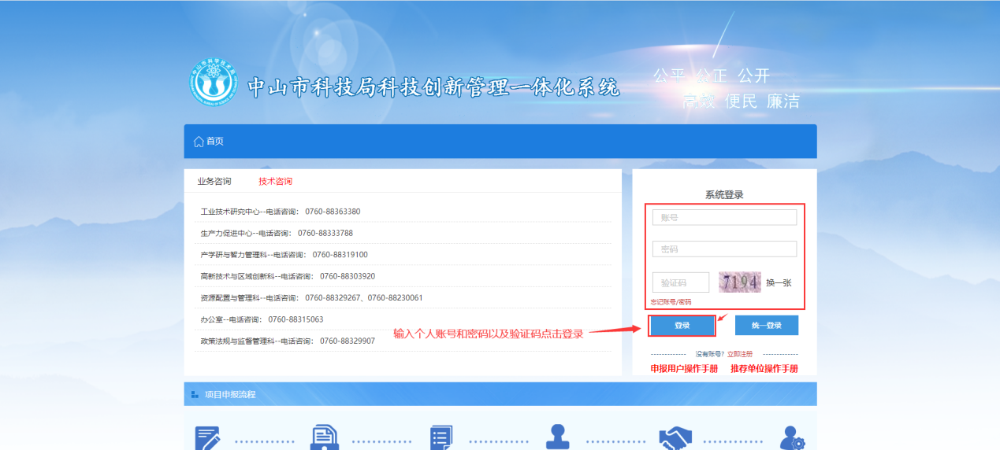 公平 公正 公开
高效 便民 廉洁
中山市科学技术局
中山市科技局科技创新管理一体化系统
首页
业务咨询 技术咨询
工业技术研究中心--电话咨询： 0760-88363380
生产力促进中心--电话咨询： 0760-88333788
产学研与智力管理科--电话咨询： 0760-88319100
高新技术与区域创新科--电话咨询： 0760-88303920
资源配置与管理科--电话咨询： 0760-88329267、0760-88230061
办公室--电话咨询： 0760-88315063
政策法规与监督管理科--电话咨询： 0760-88329907
系统登录
账号
密码
验证码 7194 换一张
忘记账号/密码
输入个人账号和密码以及验证码点击登录
登录 统一登录
没有账号？立即注册
申报用户操作手册 推荐单位操作手册
项目申报流程